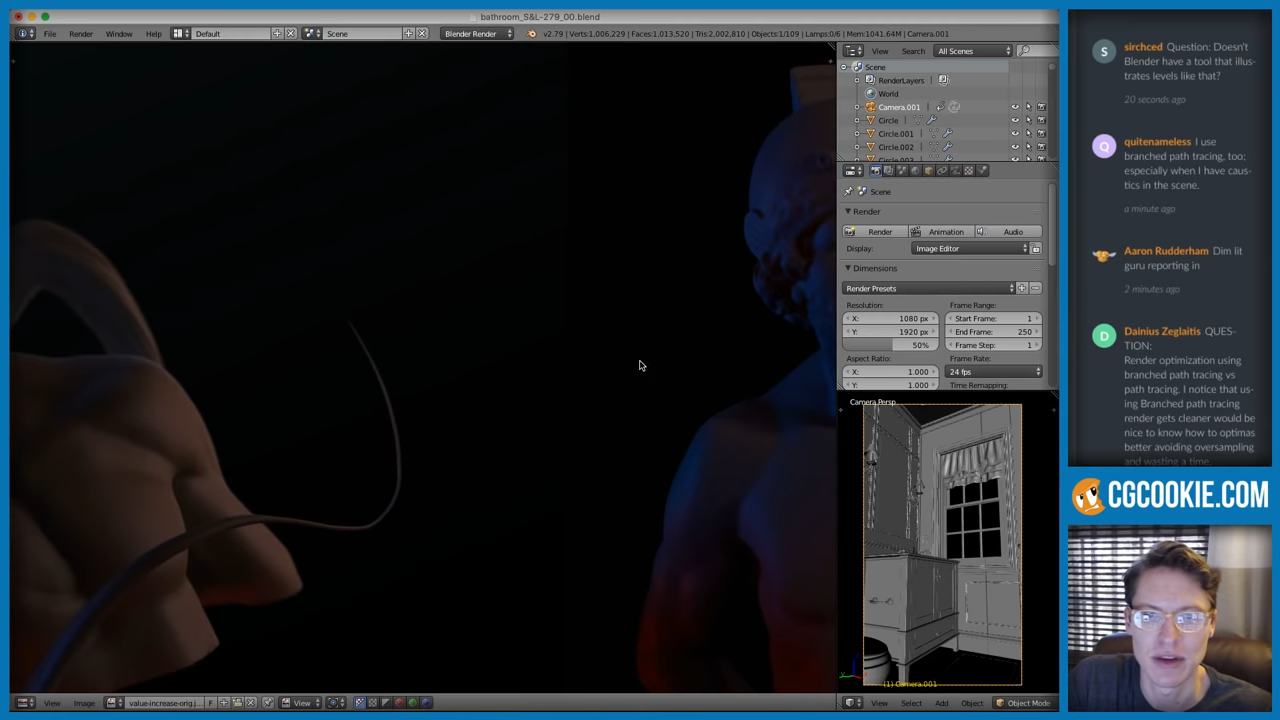 bathroom_S&L-279_00.blend
File Render Window Help Default Scene Blender Render v2.79 | Verts:1,006,229 | Faces:1,013,520 | Tris:2,002,810 | Objects:1/109 | Lamps:0/6 | Mem:1041.64M | Camera.001
View Search All Scenes
Scene
RenderLayers
World
Camera.001
Circle
Circle.001
Circle.002
Scene
Render
Render Animation Audio
Display: Image Editor
Dimensions
Render Presets
Resolution: Frame Range:
X: 1080 px Start Frame: 1
Y: 1920 px End Frame: 250
50% Frame Step: 1
Aspect Ratio: Frame Rate:
X: 1.000 24 fps
Y: 1.000 Time Remapping:
Camera Persp
(1) Camera.001
View Image value-increase-orig.j... F View
View Select Add Object Object Mode
S
sirchced Question: Doesn't
Blender have a tool that illus-
trates levels like that?
20 seconds ago
Q
quitenameless I use
branched path tracing, too;
especially when I have caus-
tics in the scene.
a minute ago
Aaron Rudderham Dim lit
guru reporting in
2 minutes ago
D
Dainius Zeglaitis QUES-
TION:
Render optimization using
branched path tracing vs
path tracing. I notice that us-
ing Branched path tracing
render gets cleaner would be
nice to know how to optimas
better avoiding oversampling
and wasting a time.
CGCOOKIE.COM